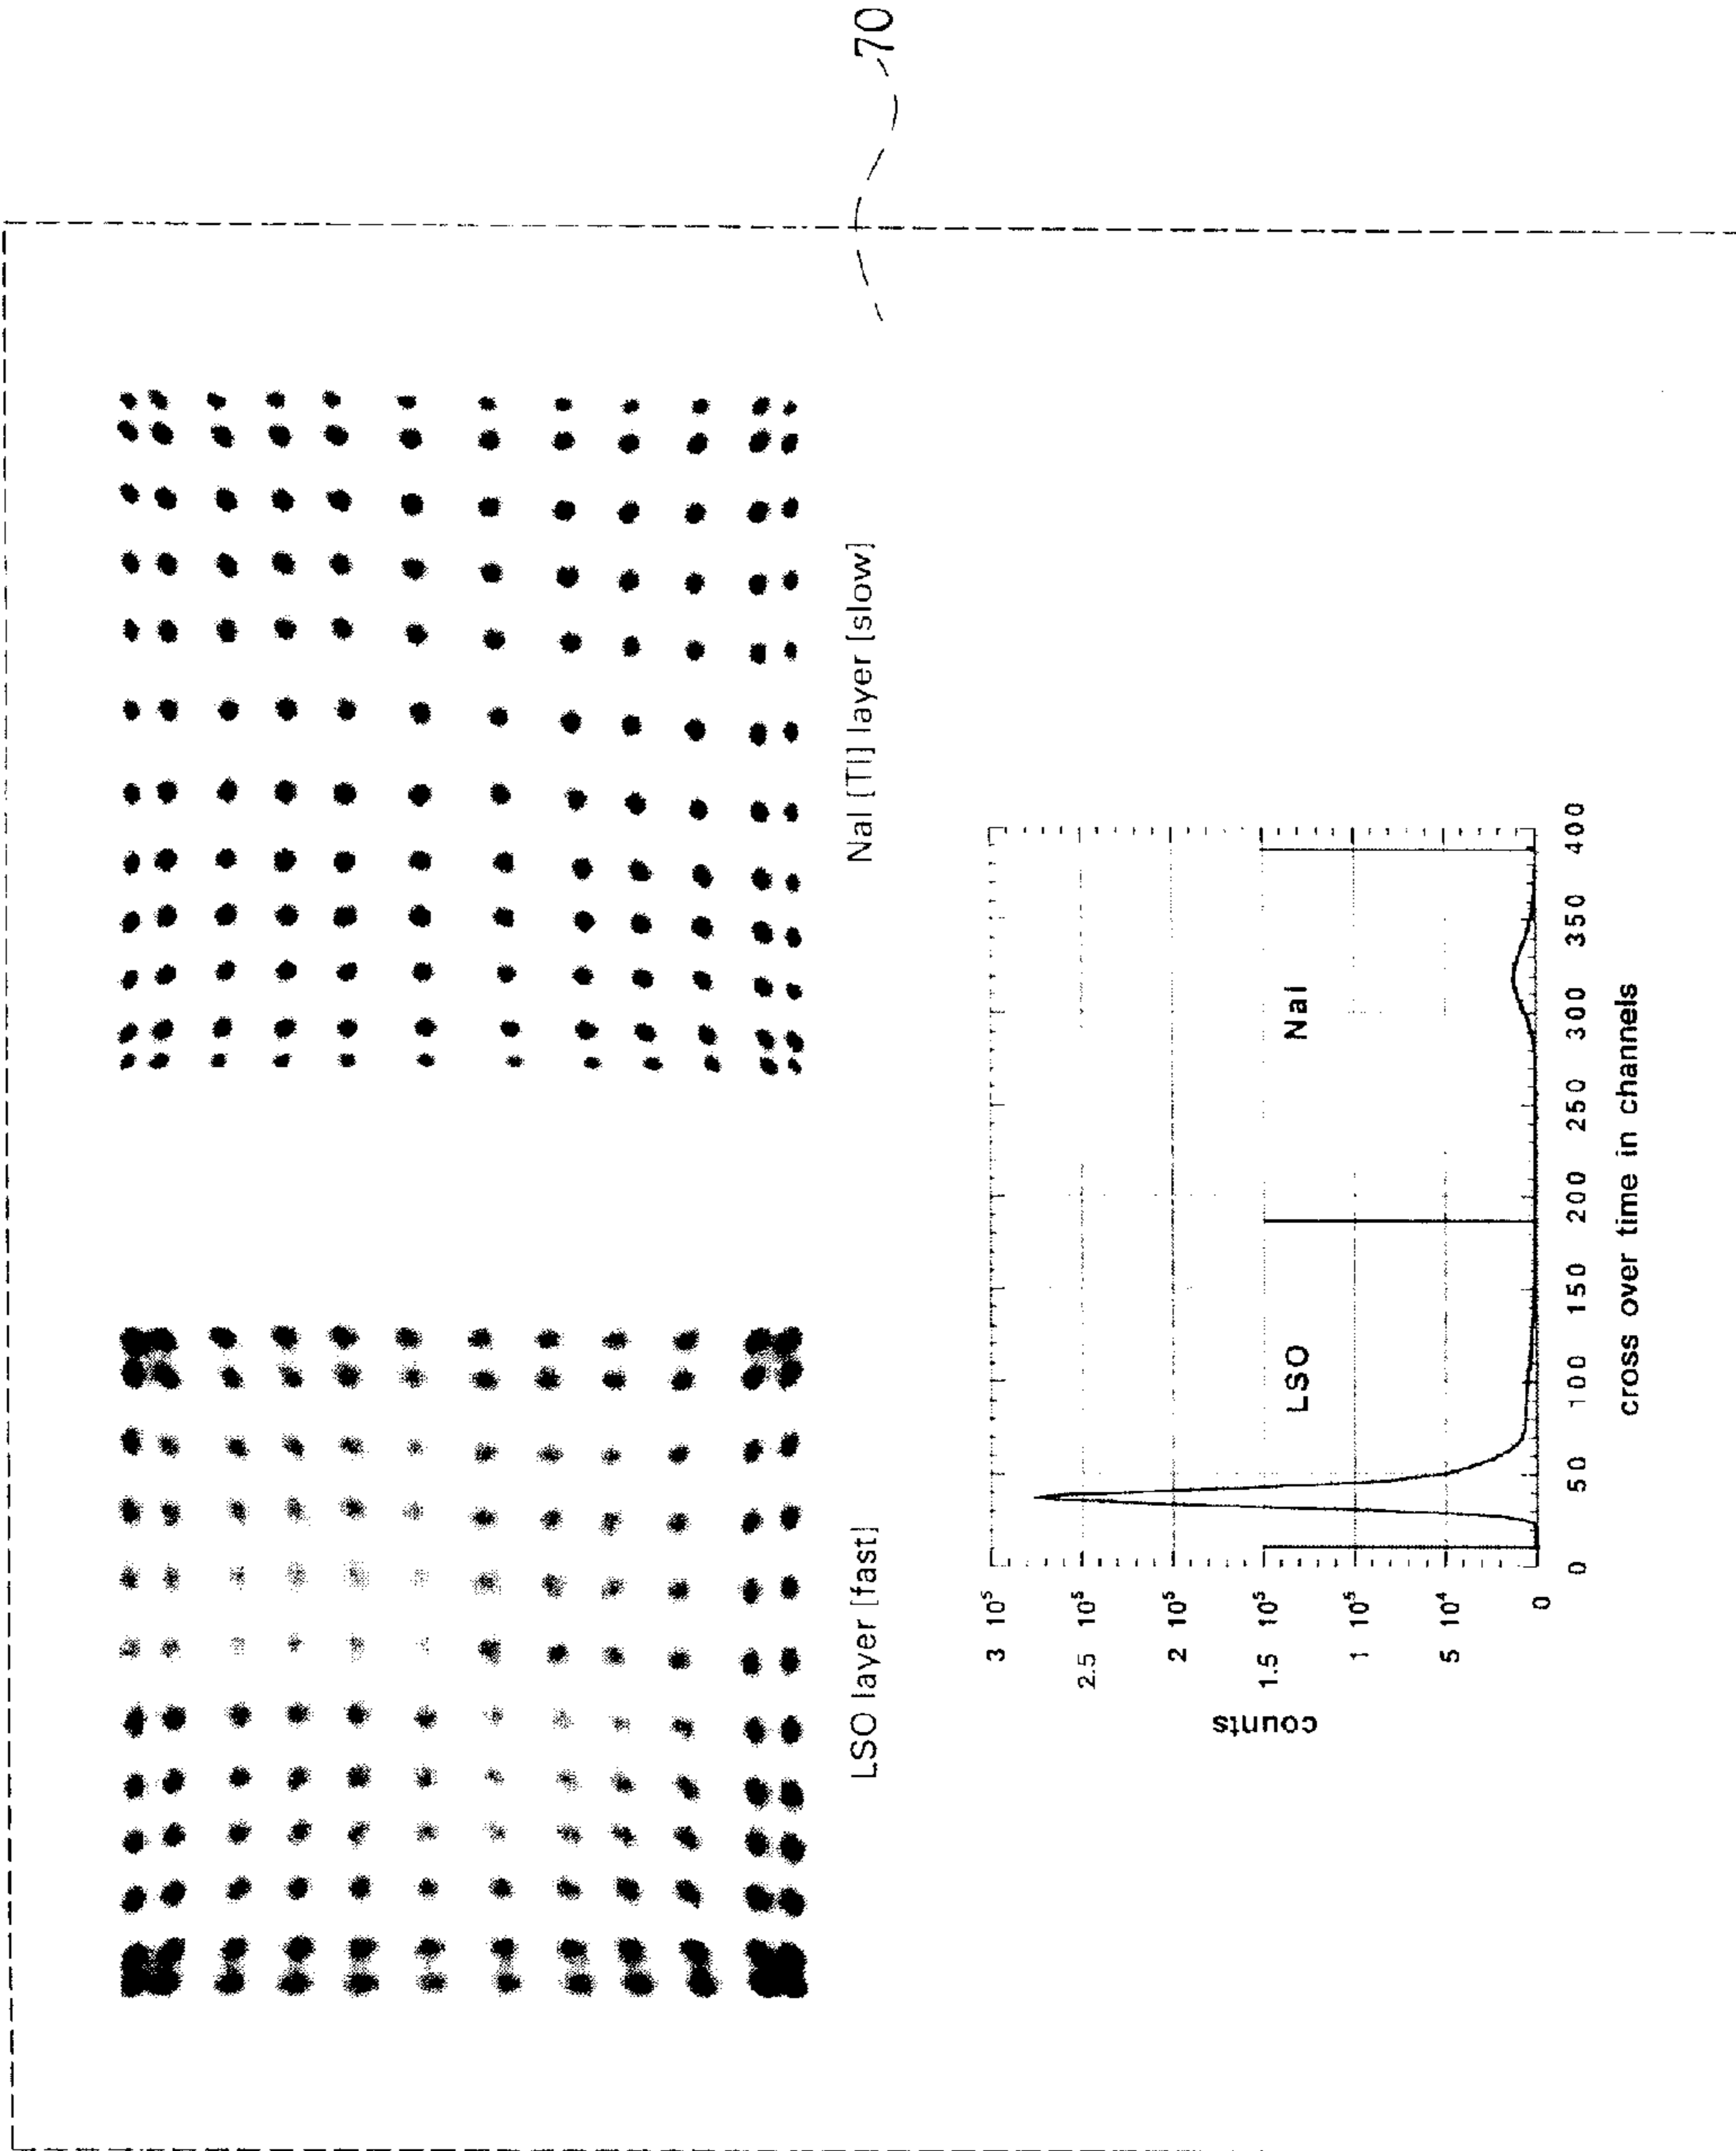 LSO layer [fast]
NaI [Tl] layer [slow]
70
counts
3 10⁵
2.5 10⁵
2 10⁵
1.5 10⁵
1 10⁵
5 10⁴
0
LSO
NaI
0 50 100 150 200 250 300 350 400
cross over time in channels